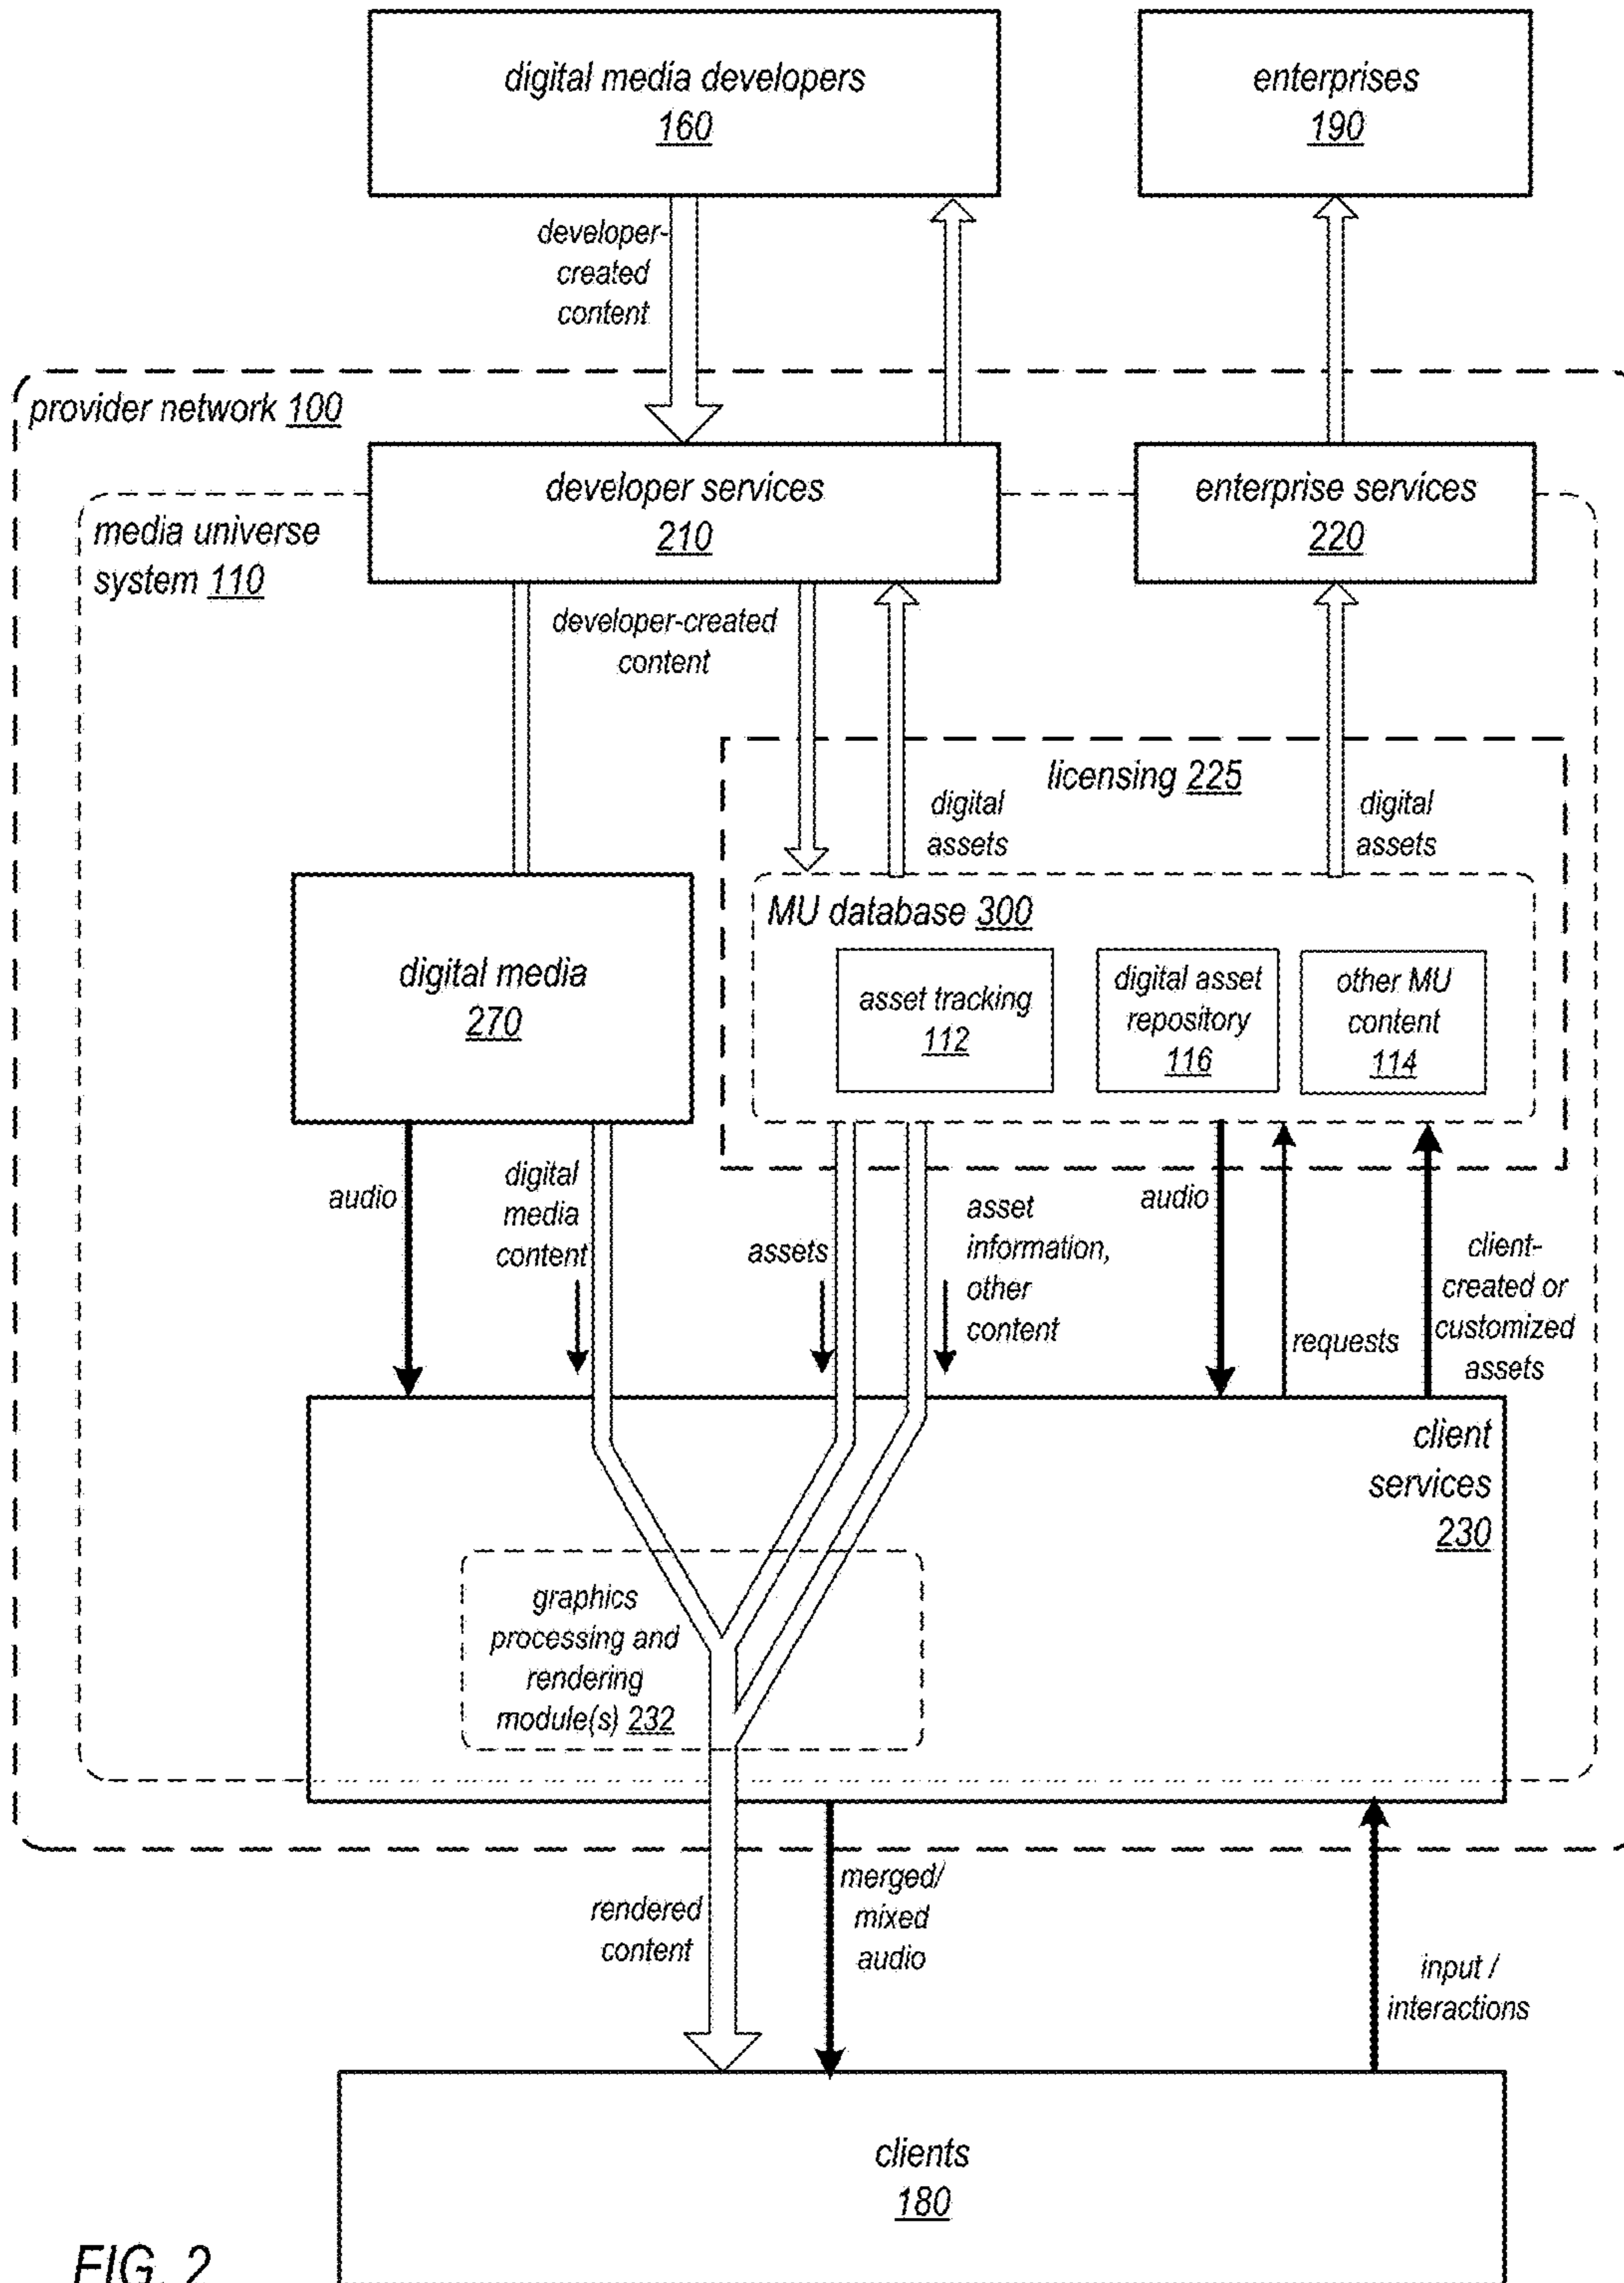 digital media developers
160
enterprises
190
developer-
created
content
provider network 100
developer services
210
enterprise services
220
media universe
system 110
developer-created
content
licensing 225
digital
assets
digital
assets
MU database 300
digital media
270
asset tracking
112
digital asset
repository
116
other MU
content
114
audio
digital
media
content
assets
asset
information,
other
content
audio
requests
client-
created or
customized
assets
client
services
230
graphics
processing and
rendering
module(s) 232
rendered
content
merged/
mixed
audio
input /
interactions
clients
180
FIG. 2